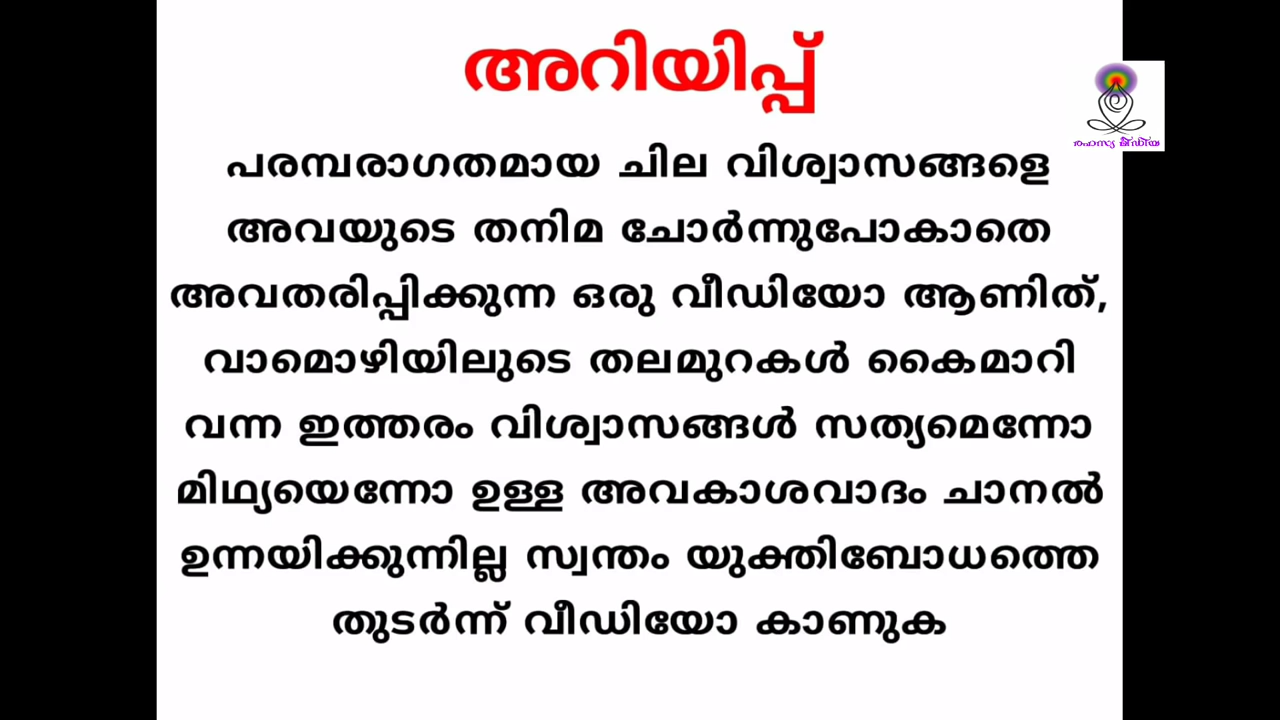 അറിയിപ്പ്
രഹസ്യ മീഡിയ
പരമ്പരാഗതമായ ചില വിശ്വാസങ്ങളെ
അവയുടെ തനിമ ചോർന്നുപോകാതെ
അവതരിപ്പിക്കുന്ന ഒരു വീഡിയോ ആണിത്,
വാമൊഴിയിലുടെ തലമുറകൾ കൈമാറി
വന്ന ഇത്തരം വിശ്വാസങ്ങൾ സത്യമെന്നോ
മിഥ്യയെന്നോ ഉള്ള അവകാശവാദം ചാനൽ
ഉന്നയിക്കുന്നില്ല സ്വന്തം യുക്തിബോധത്തെ
തുടർന്ന് വീഡിയോ കാണുക